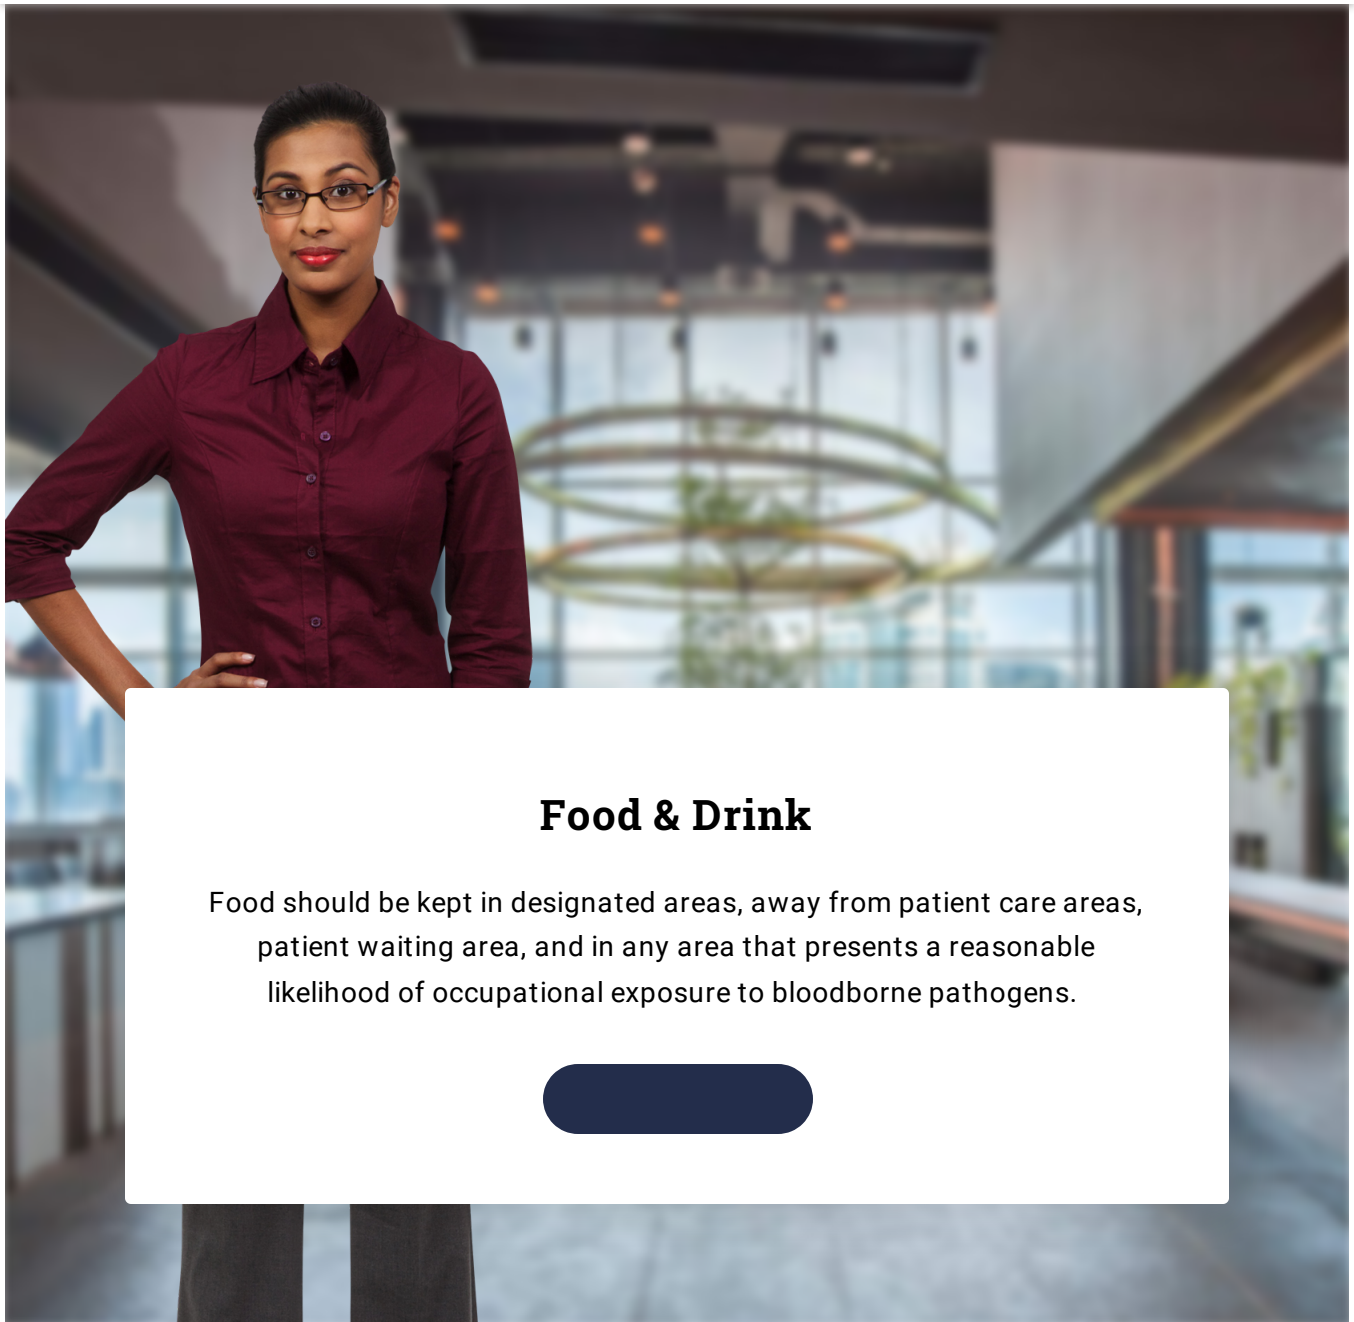 Food & Drink
Food should be kept in designated areas, away from patient care areas,
patient waiting area, and in any area that presents a reasonable
likelihood of occupational exposure to bloodborne pathogens.